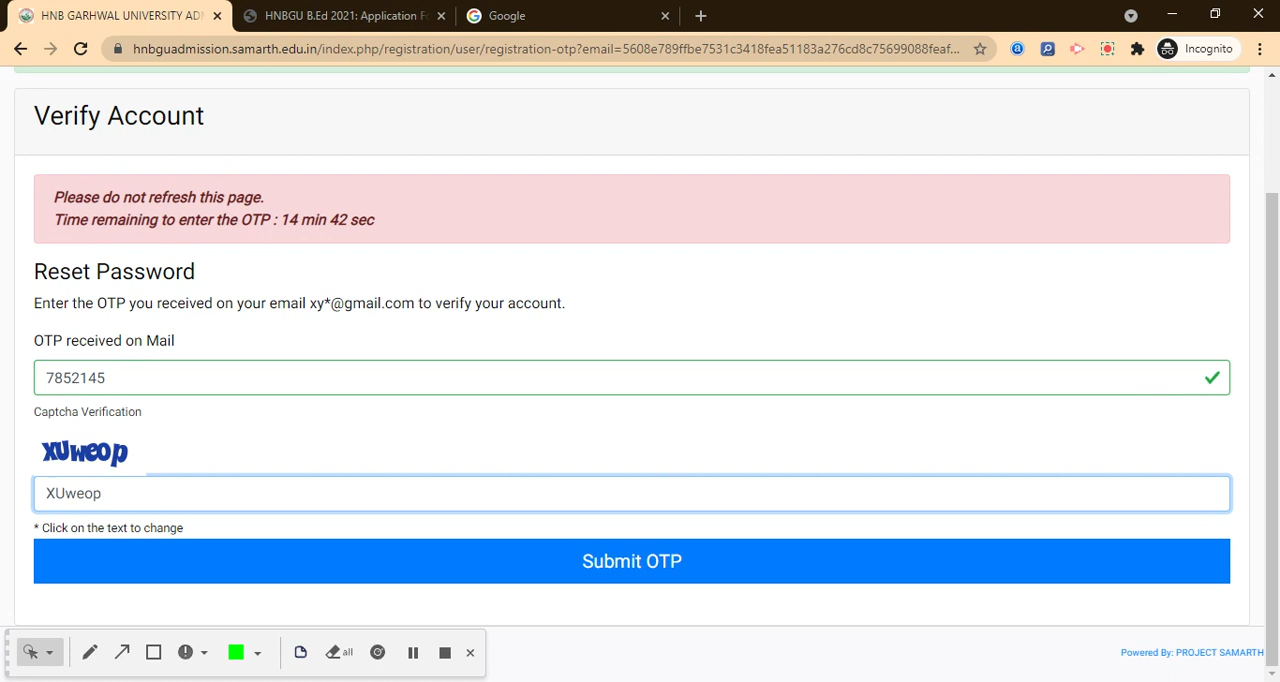 HNB GARHWAL UNIVERSITY ADM
HNBGU B.Ed 2021: Application Fo
Google
hnbguadmission.samarth.edu.in/index.php/registration/user/registration-otp?email=5608e789ffbe7531c3418fea51183a276cd8c75699088feaf...
Incognito
Verify Account
Please do not refresh this page.
Time remaining to enter the OTP : 14 min 42 sec
Reset Password
Enter the OTP you received on your email xy*@gmail.com to verify your account.
OTP received on Mail
7852145
Captcha Verification
XUweop
XUweop
* Click on the text to change
Submit OTP
all
Powered By: PROJECT SAMARTH